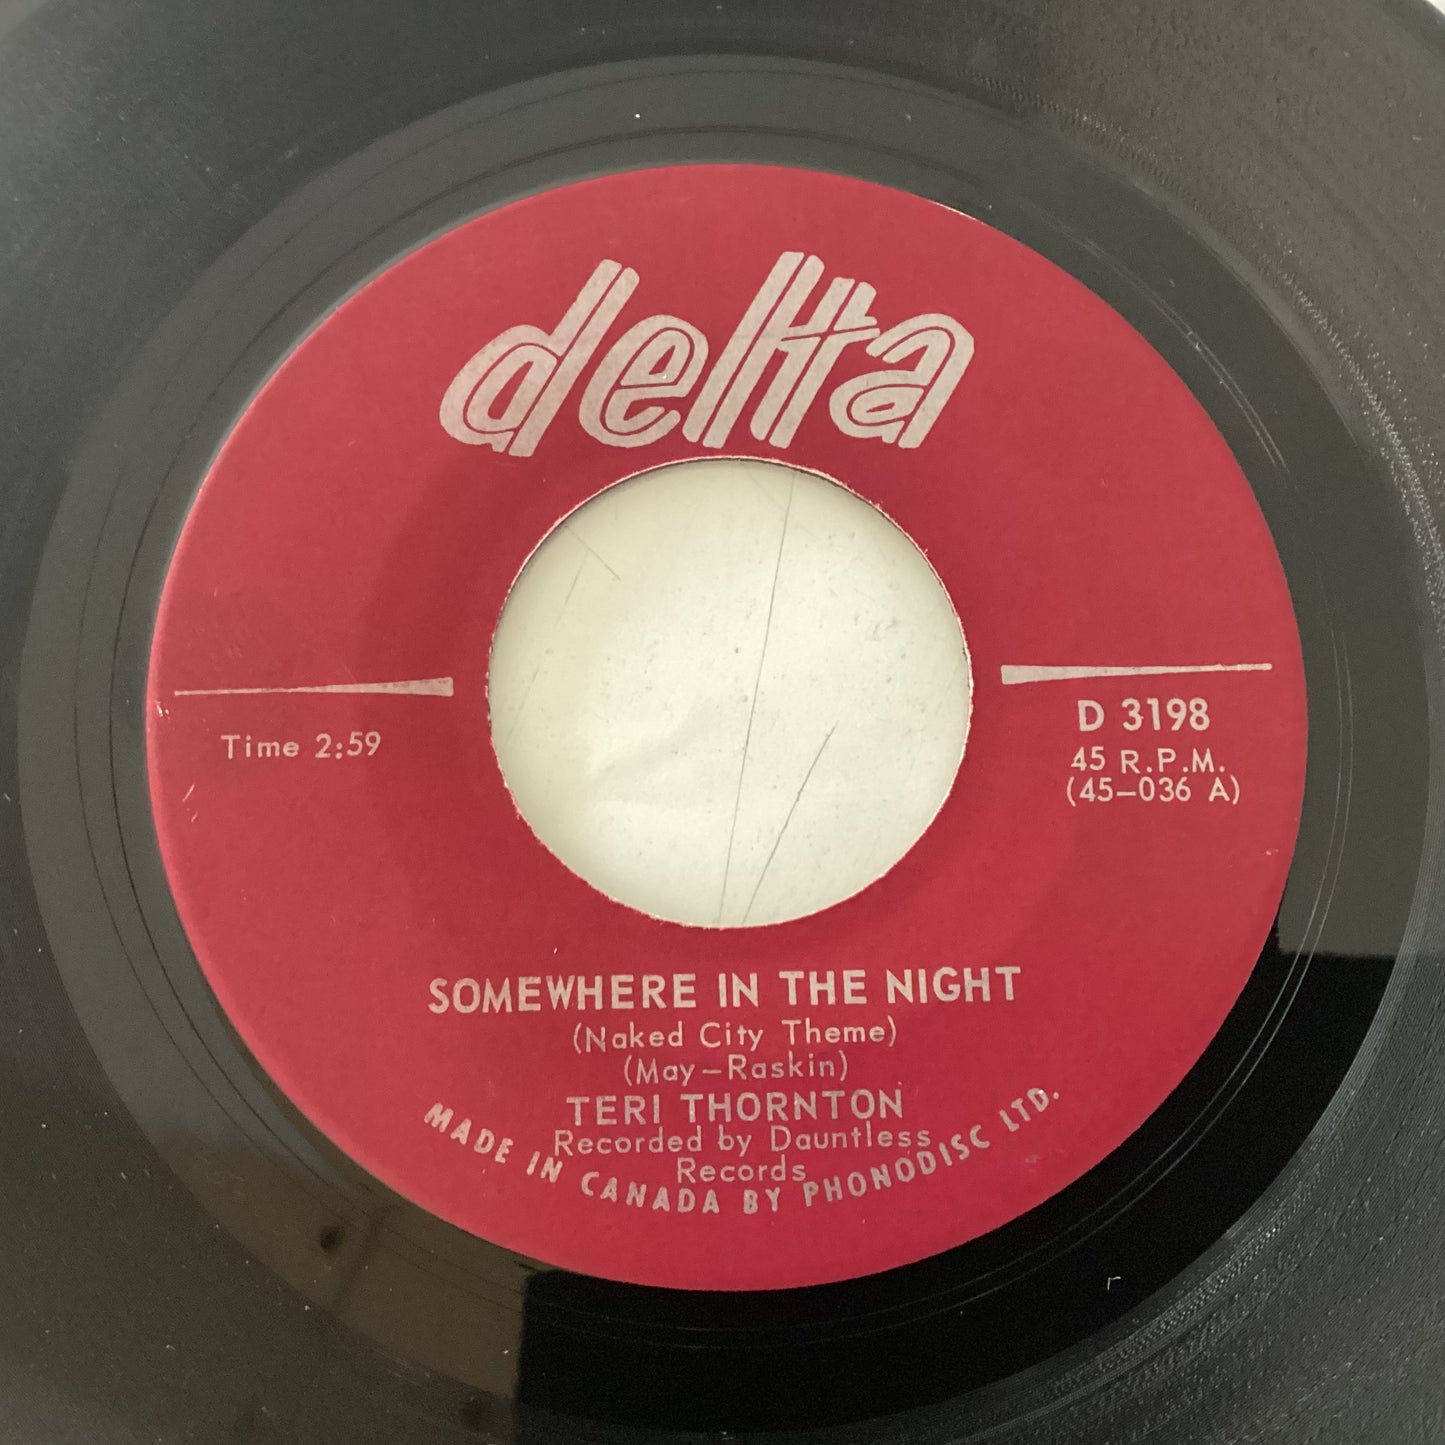 delta
Time 2:59
D 3198
45 R.P.M.
(45-036 A)
SOMEWHERE IN THE NIGHT
(Naked City Theme)
(May-Raskin)
TERI THORNTON
Recorded by Dauntless
Records
MADE IN CANADA BY PHONODISC LTD.